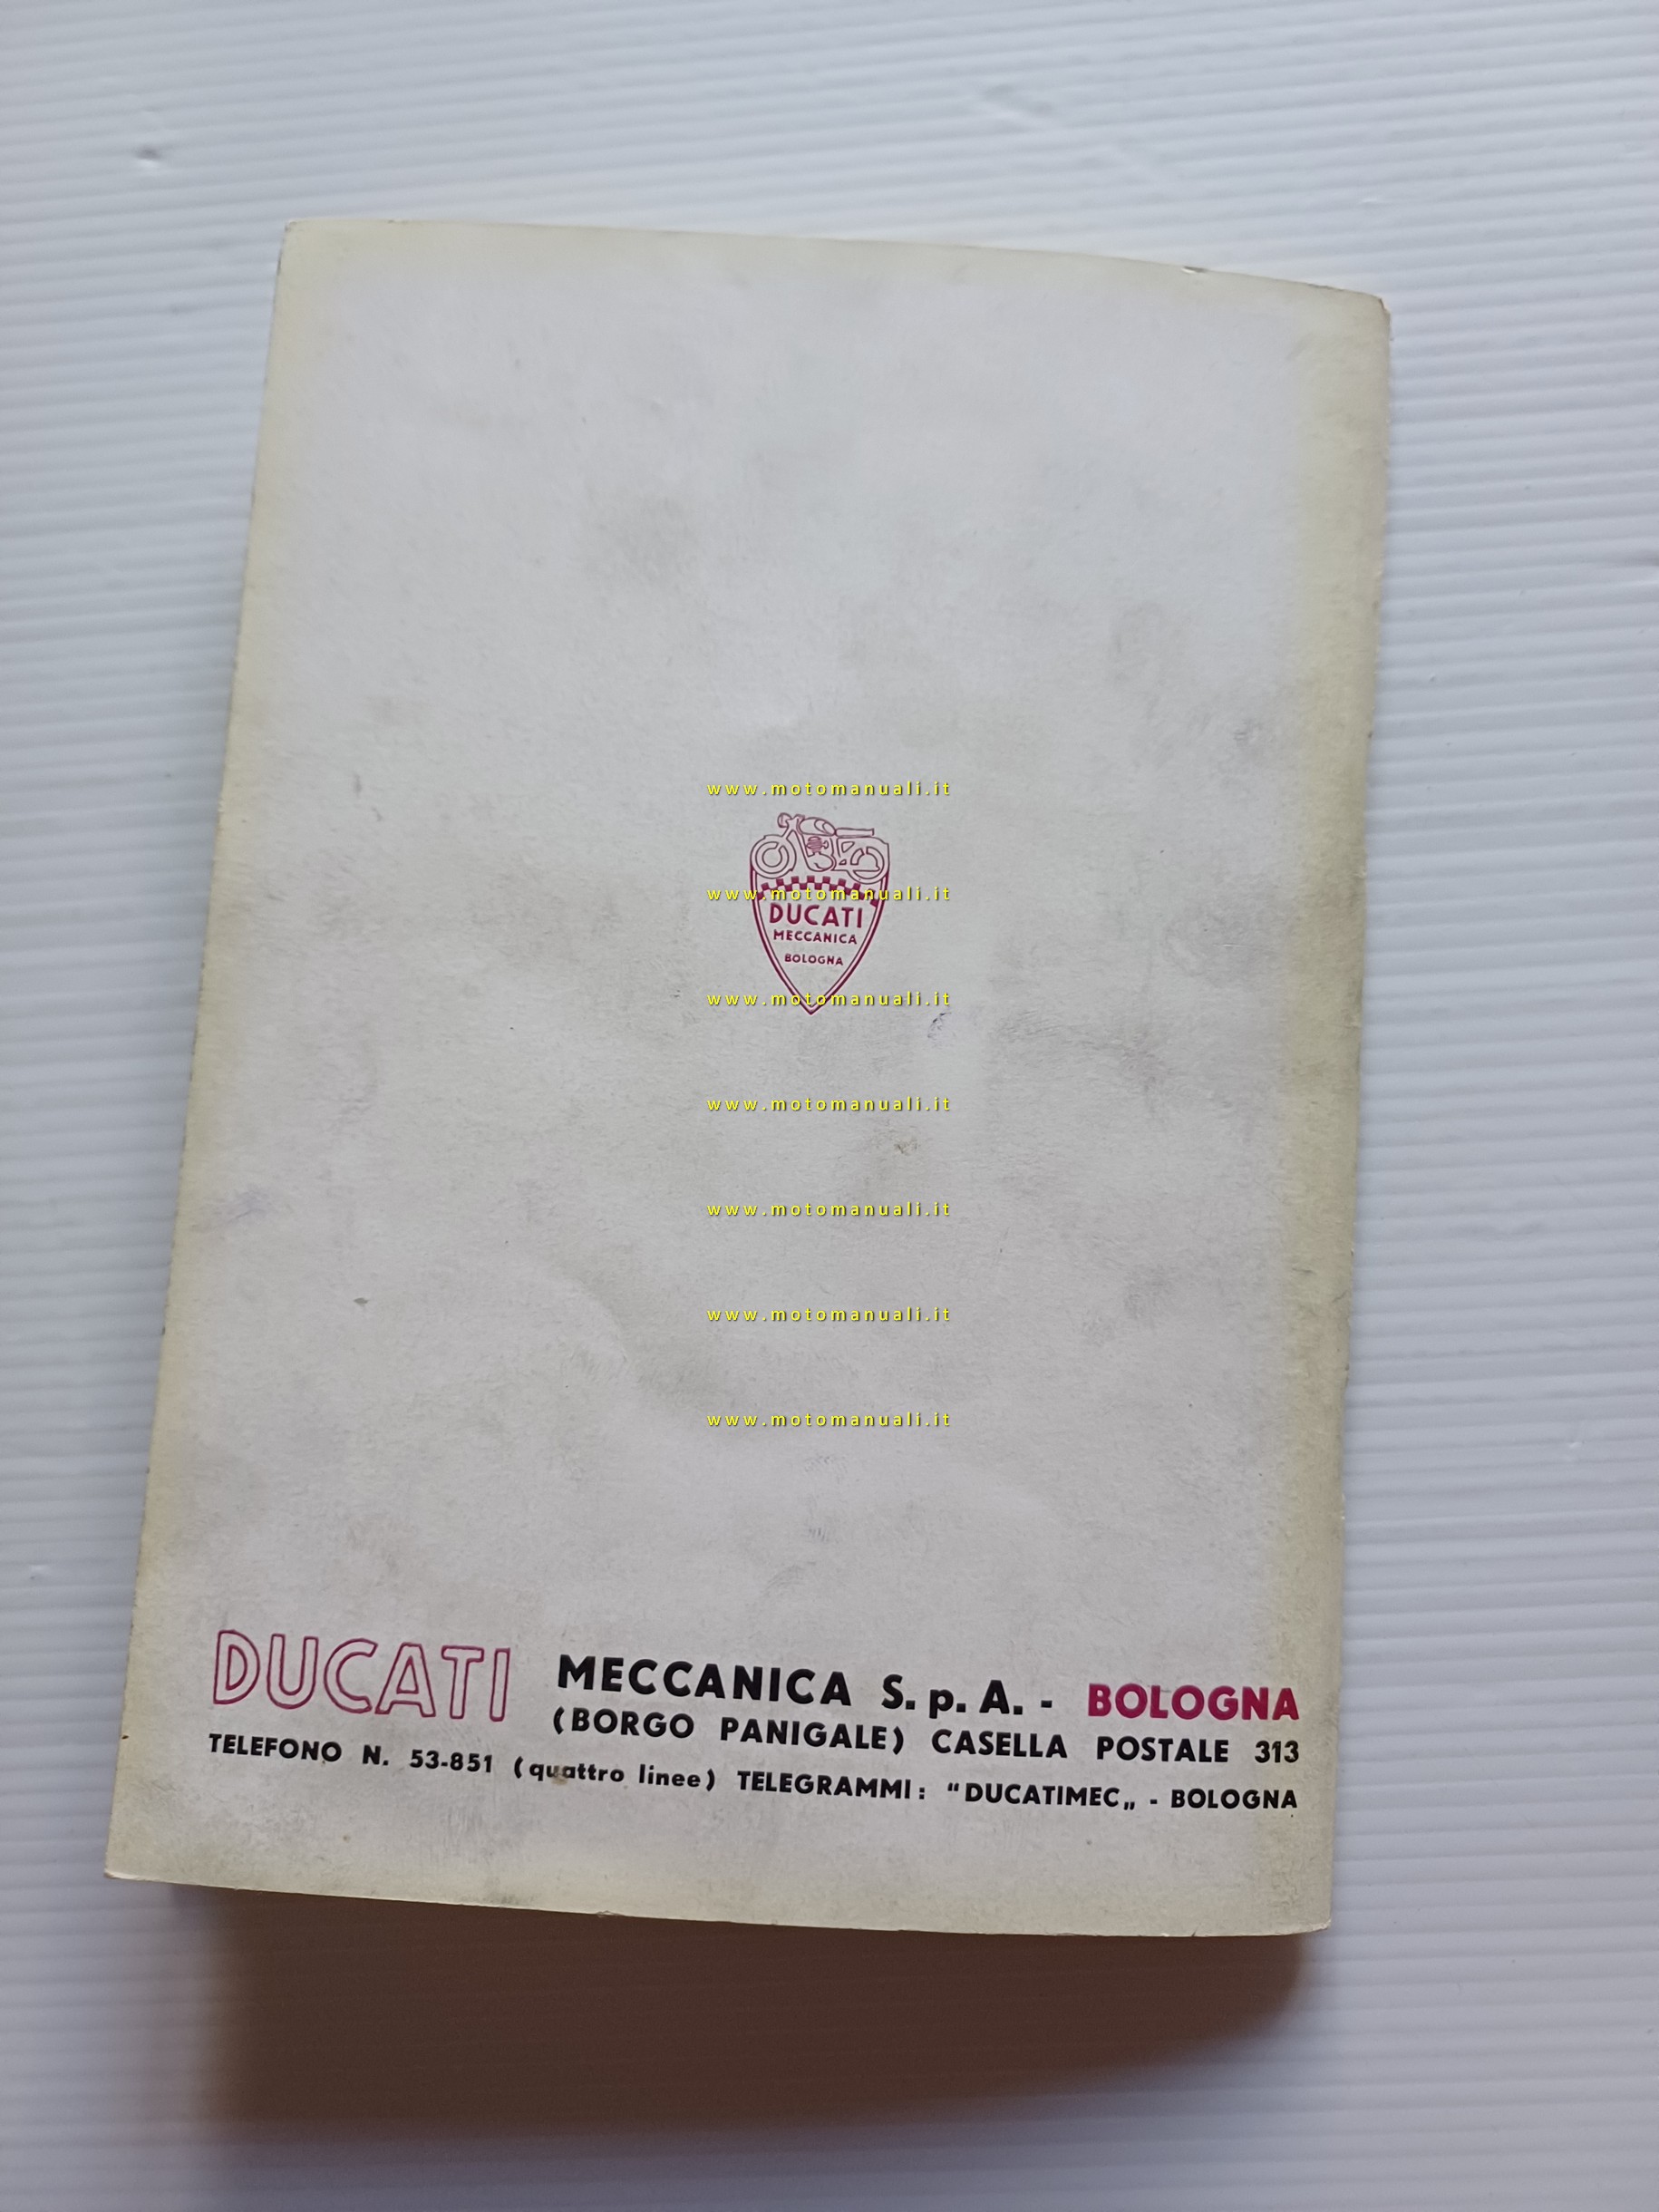 www.motomanuali.it
www.motomanuali.it
DUCATI
MECCANICA
BOLOGNA
www.motomanuali.it
www.motomanuali.it
www.motomanuali.it
www.motomanuali.it
www.motomanuali.it
DUCATI MECCANICA S. p. A. - BOLOGNA
(BORGO PANIGALE) CASELLA POSTALE 313
TELEFONO N. 53-851 (quattro linee) TELEGRAMMI: “DUCATIMEC„ - BOLOGNA